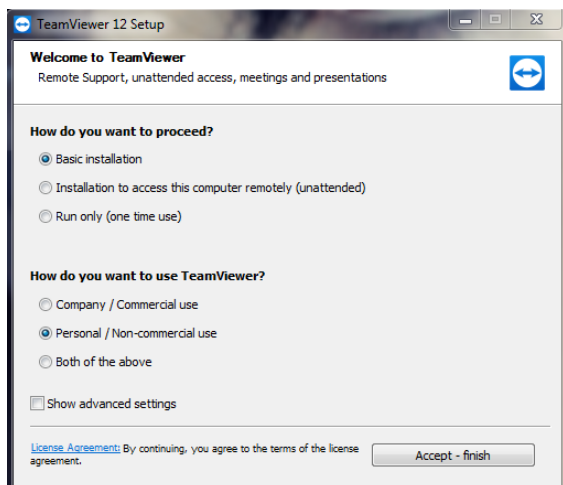 TeamViewer 12 Setup
Welcome to TeamViewer
Remote Support, unattended access, meetings and presentations
How do you want to proceed?
Basic installation
Installation to access this computer remotely (unattended)
Run only (one time use)
How do you want to use TeamViewer?
Company / Commercial use
Personal / Non-commercial use
Both of the above
Show advanced settings
License Agreement: By continuing, you agree to the terms of the license
agreement.
Accept - finish